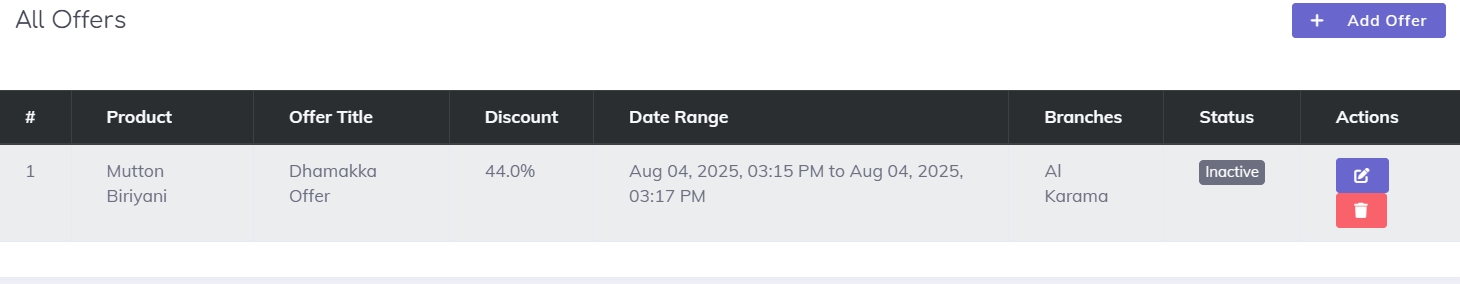 All Offers
+ Add Offer
# Product Offer Title Discount Date Range Branches Status Actions
1 Mutton Dhamakka 44.0% Aug 04, 2025, 03:15 PM to Aug 04, 2025, Al Inactive
Biriyani Offer 03:17 PM Karama